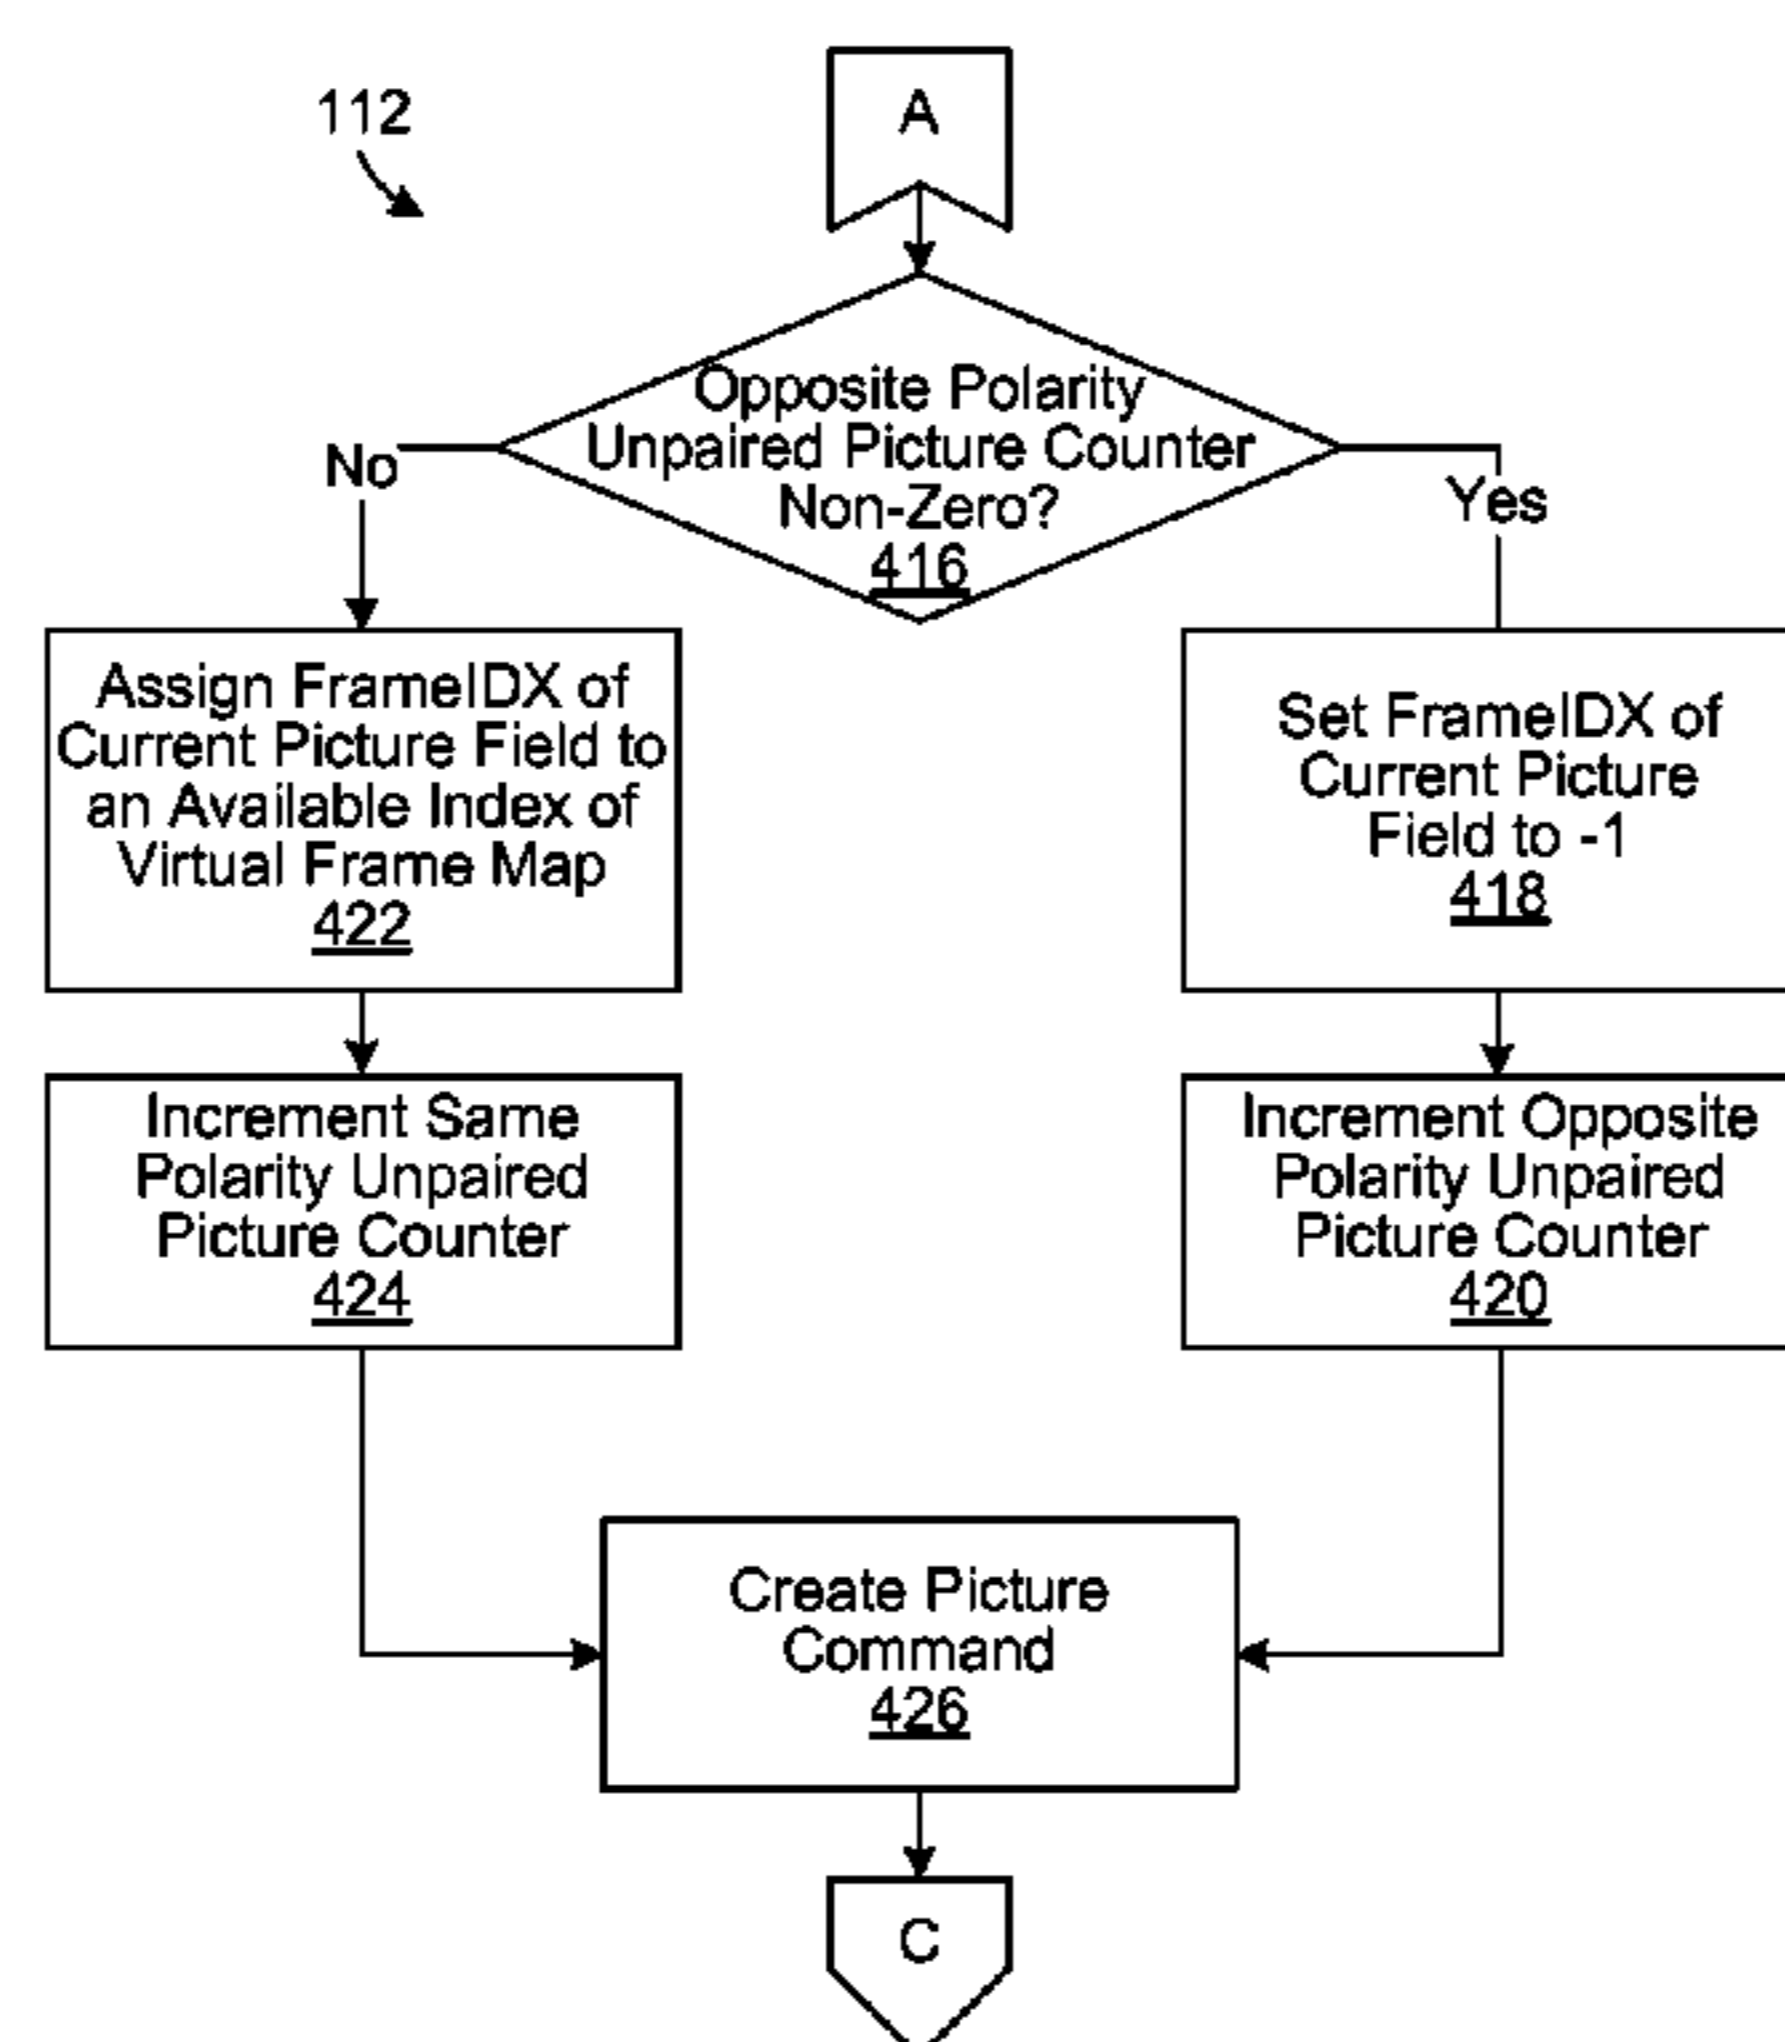 112
A
Opposite Polarity
Unpaired Picture Counter
Non-Zero?
416
No
Yes
Assign FrameIDX of
Current Picture Field to
an Available Index of
Virtual Frame Map
422
Set FrameIDX of
Current Picture
Field to -1
418
Increment Same
Polarity Unpaired
Picture Counter
424
Increment Opposite
Polarity Unpaired
Picture Counter
420
Create Picture
Command
426
C